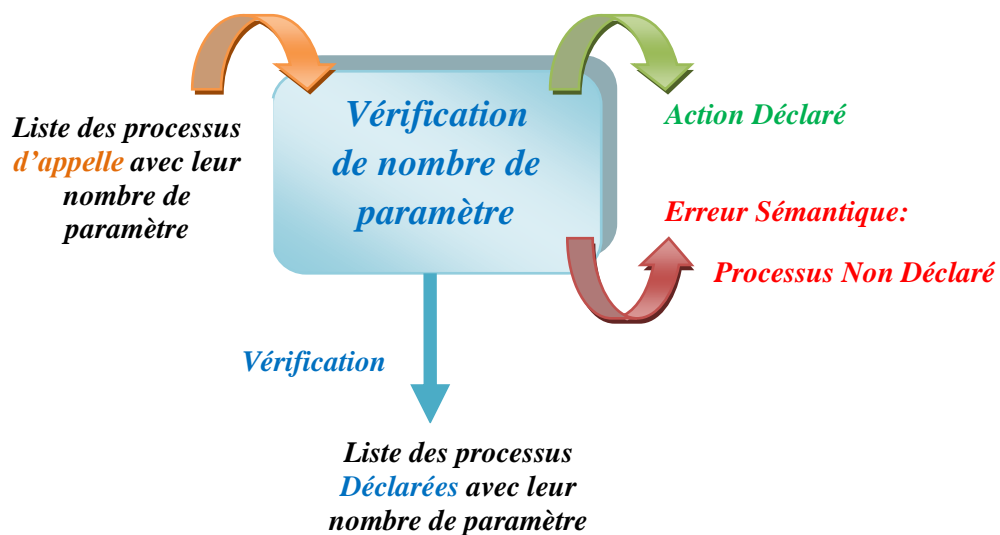 Liste des processus
d’appelle avec leur
nombre de
paramètre
Vérification
de nombre de
paramètre
Action Déclaré
Erreur Sémantique:
Processus Non Déclaré
Vérification
Liste des processus
Déclarées avec leur
nombre de paramètre